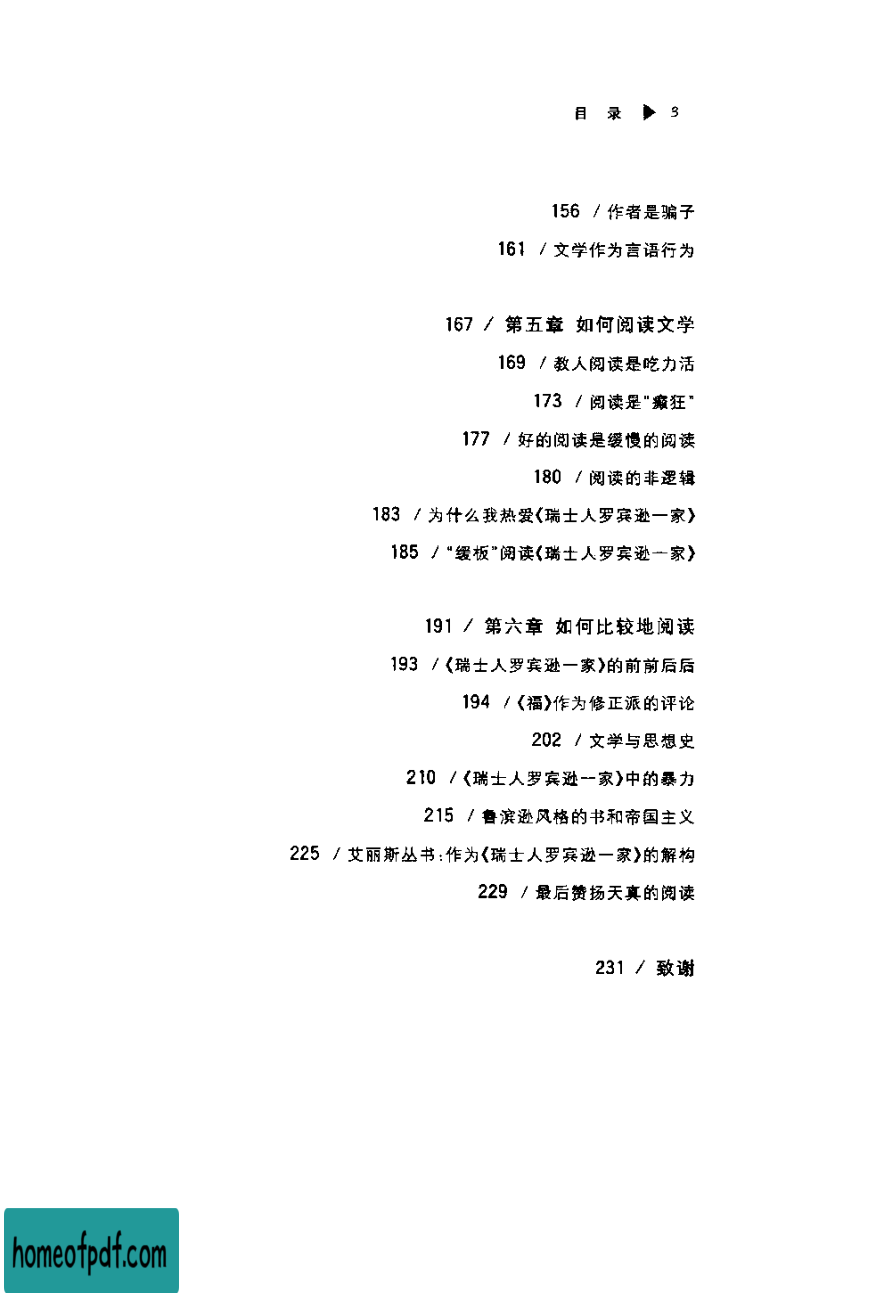 目 录 ▶ 3
156 / 作者是骗子
161 / 文学作为言语行为
167 / 第五章 如何阅读文学
169 / 教人阅读是吃力活
173 / 阅读是“癫狂”
177 / 好的阅读是缓慢的阅读
180 / 阅读的非逻辑
183 / 为什么我热爱《瑞士人罗宾逊一家》
185 / “缓板”阅读《瑞士人罗宾逊一家》
191 / 第六章 如何比较地阅读
193 / 《瑞士人罗宾逊一家》的前前后后
194 / 《福》作为修正派的评论
202 / 文学与思想史
210 / 《瑞士人罗宾逊一家》中的暴力
215 / 鲁滨逊风格的书和帝国主义
225 / 艾丽斯丛书:作为《瑞士人罗宾逊一家》的解构
229 / 最后赞扬天真的阅读
231 / 致谢
homeofpdf.com